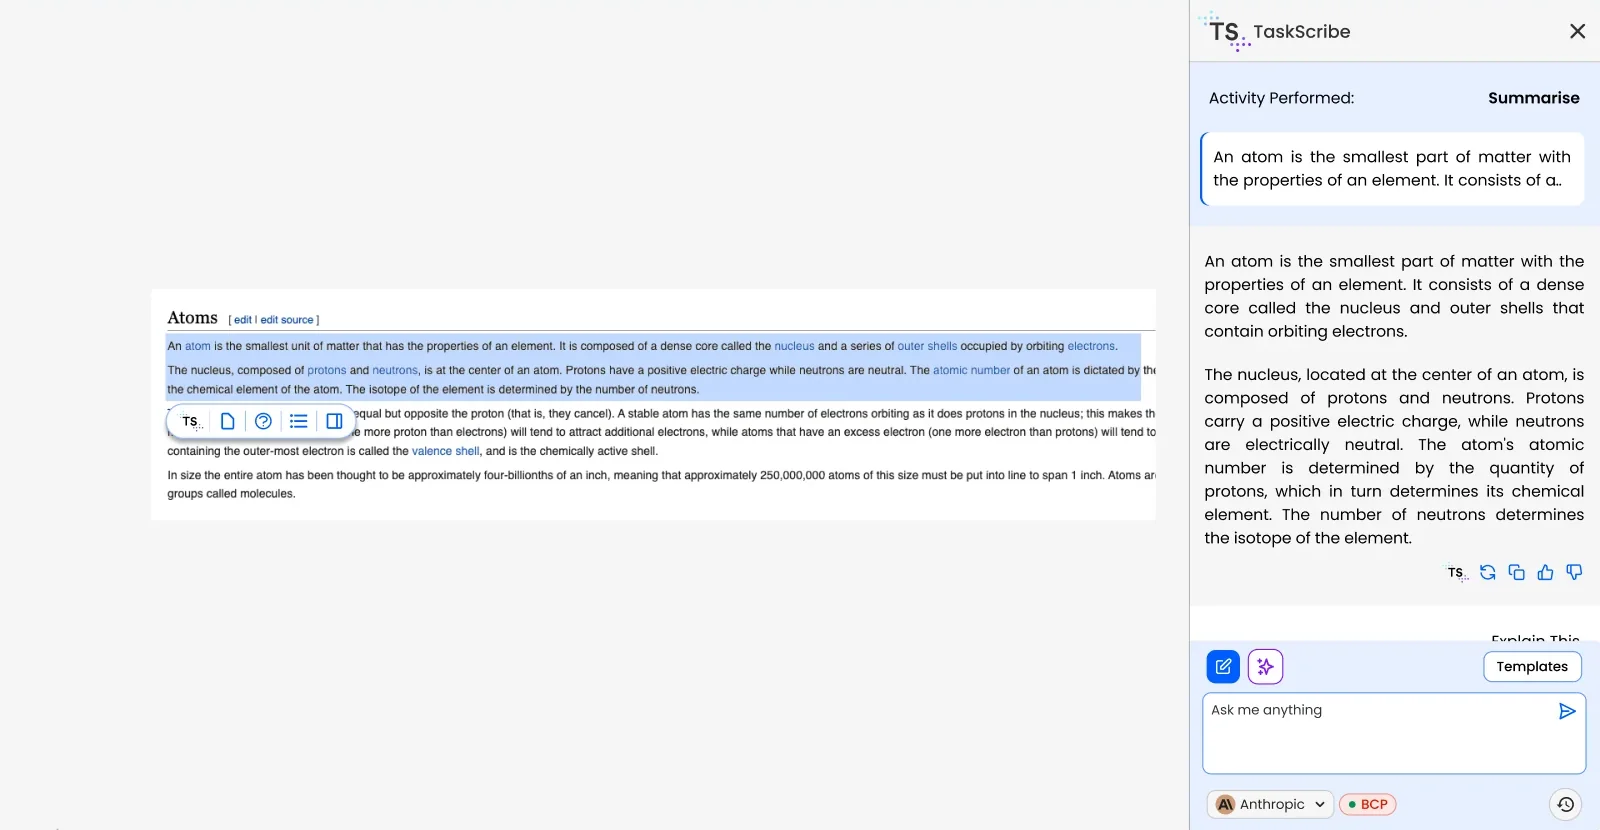 Atoms [ edit | edit source ]
An atom is the smallest unit of matter that has the properties of an element. It is composed of a dense core called the nucleus and a series of outer shells occupied by orbiting electrons.
The nucleus, composed of protons and neutrons, is at the center of an atom. Protons have a positive electric charge while neutrons are neutral. The atomic number of an atom is dictated by the
the chemical element of the atom. The isotope of the element is determined by the number of neutrons.
equal but opposite the proton (that is, they cancel). A stable atom has the same number of electrons orbiting as it does protons in the nucleus; this makes th
TS
more proton than electrons) will tend to attract additional electrons, while atoms that have an excess electron (one more electron than protons) will tend to
containing the outer-most electron is called the valence shell, and is the chemically active shell.
In size the entire atom has been thought to be approximately four-billionths of an inch, meaning that approximately 250,000,000 atoms of this size must be put into line to span 1 inch. Atoms are
groups called molecules.
TS TaskScribe
Activity Performed: Summarise
An atom is the smallest part of matter with
the properties of an element. It consists of a..
An atom is the smallest part of matter with the
properties of an element. It consists of a dense
core called the nucleus and outer shells that
contain orbiting electrons.
The nucleus, located at the center of an atom, is
composed of protons and neutrons. Protons
carry a positive electric charge, while neutrons
are electrically neutral. The atom's atomic
number is determined by the quantity of
protons, which in turn determines its chemical
element. The number of neutrons determines
the isotope of the element.
TS
Explain This
Templates
Ask me anything
Anthropic BCP